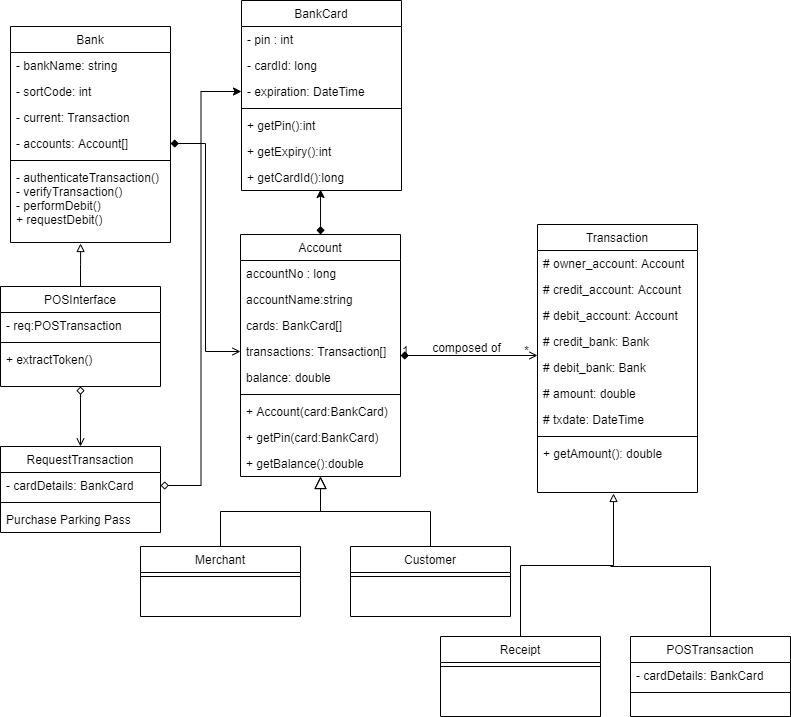 BankCard
- pin : int
- cardId: long
- expiration: DateTime
+ getPin():int
+ getExpiry():int
+ getCardId():long
Bank
- bankName: string
- sortCode: int
- current: Transaction
- accounts: Account[]
- authenticateTransaction()
- verifyTransaction()
- performDebit()
+ requestDebit()
POSInterface
- req:POSTransaction
+ extractToken()
RequestTransaction
- cardDetails: BankCard
Purchase Parking Pass
Account
accountNo : long
accountName:string
cards: BankCard[]
transactions: Transaction[]
balance: double
+ Account(card:BankCard)
+ getPin(card:BankCard)
+ getBalance():double
1
composed of
*
Transaction
# owner_account: Account
# credit_account: Account
# debit_account: Account
# credit_bank: Bank
# debit_bank: Bank
# amount: double
# txdate: DateTime
+ getAmount(): double
Merchant
Customer
Receipt
POSTransaction
- cardDetails: BankCard